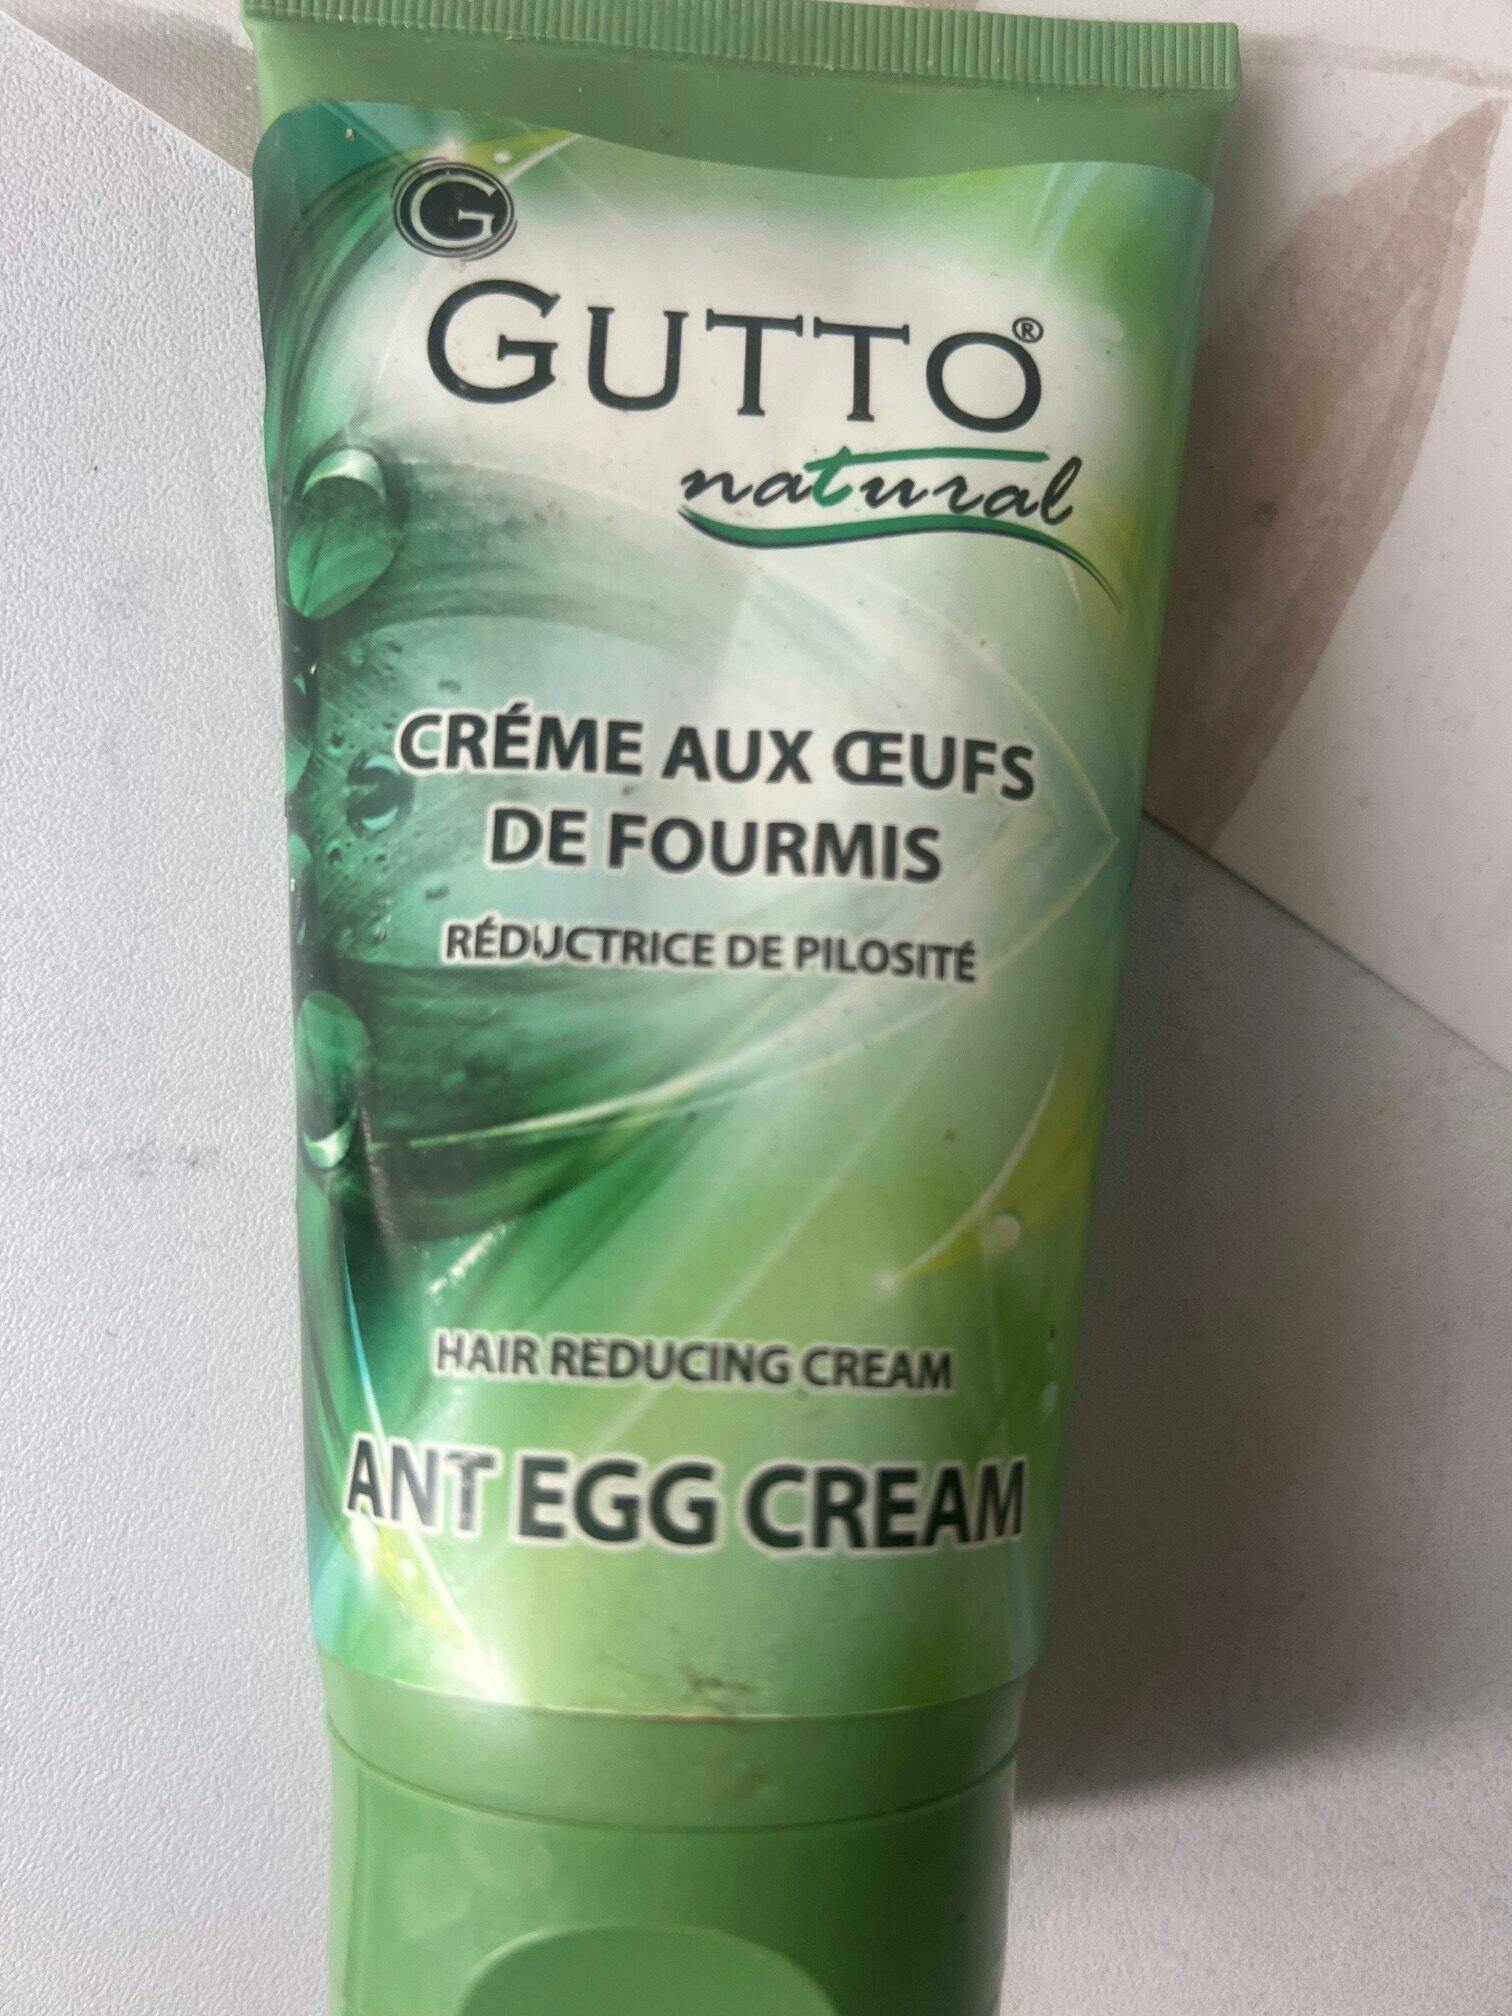 G
GUTTO®
natural
CRÉME AUX ŒUFS
DE FOURMIS
RÉDUCTRICE DE PILOSITÉ
HAIR REDUCING CREAM
ANT EGG CREAM